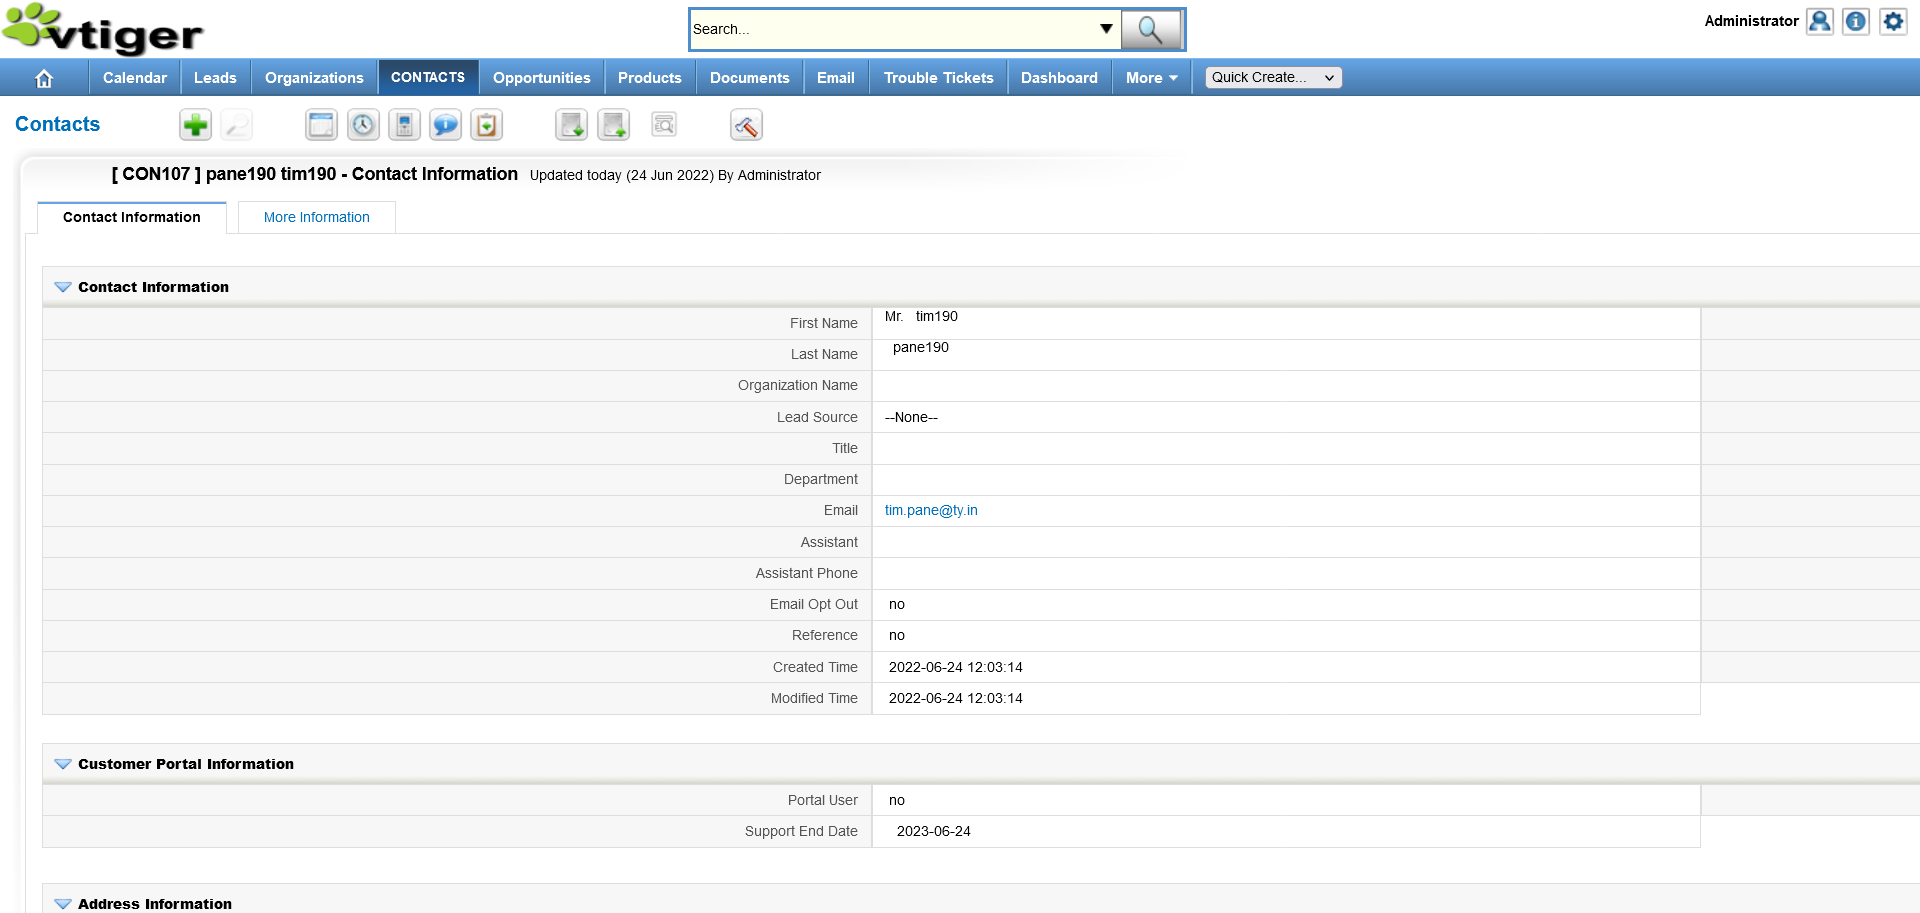 vtiger
Search...
Administrator
Calendar
Leads
Organizations
CONTACTS
Opportunities
Products
Documents
Email
Trouble Tickets
Dashboard
More
Quick Create...
Contacts
[ CON107 ] pane190 tim190 - Contact Information Updated today (24 Jun 2022) By Administrator
Contact Information
More Information
Contact Information
First Name Mr. tim190
Last Name pane190
Organization Name
Lead Source --None--
Title
Department
Email tim.pane@ty.in
Assistant
Assistant Phone
Email Opt Out no
Reference no
Created Time 2022-06-24 12:03:14
Modified Time 2022-06-24 12:03:14
Customer Portal Information
Portal User no
Support End Date 2023-06-24
Address Information